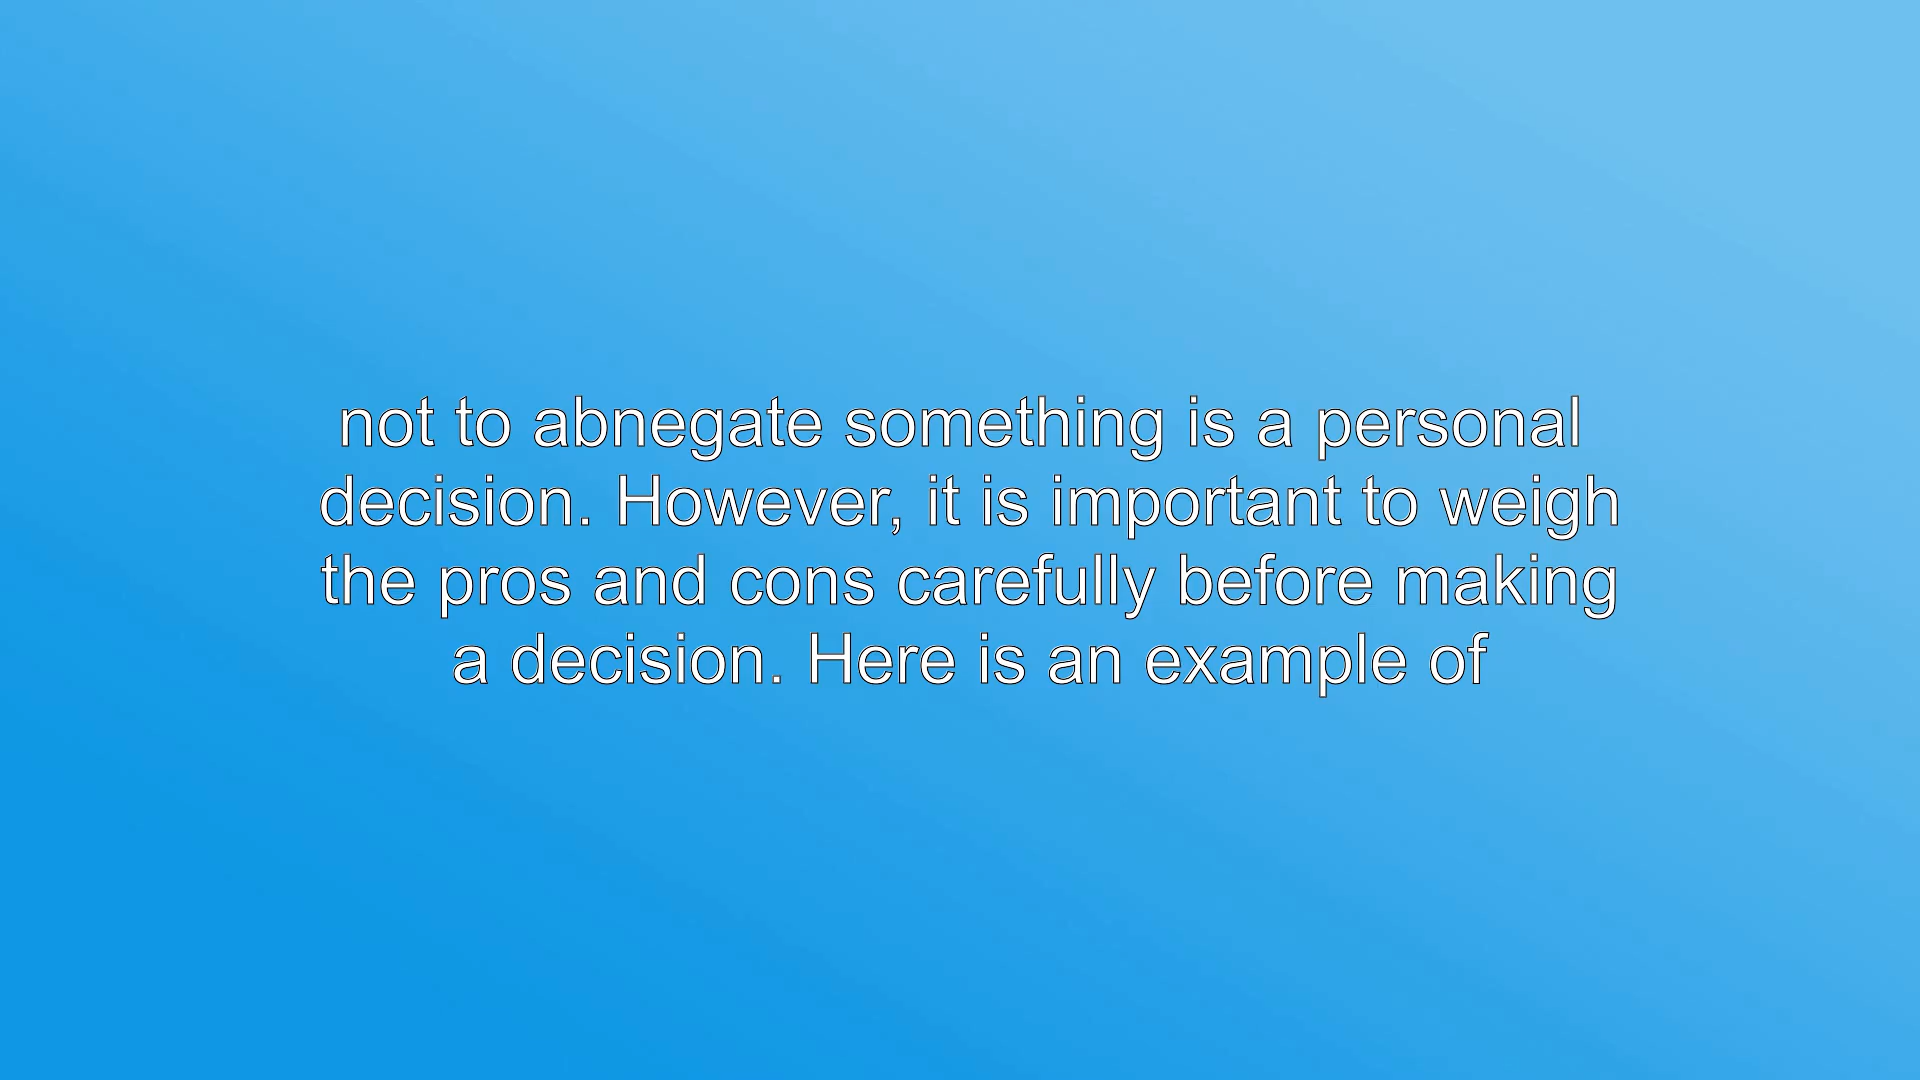 not to abnegate something is a personal
decision. However, it is important to weigh
the pros and cons carefully before making
a decision. Here is an example of